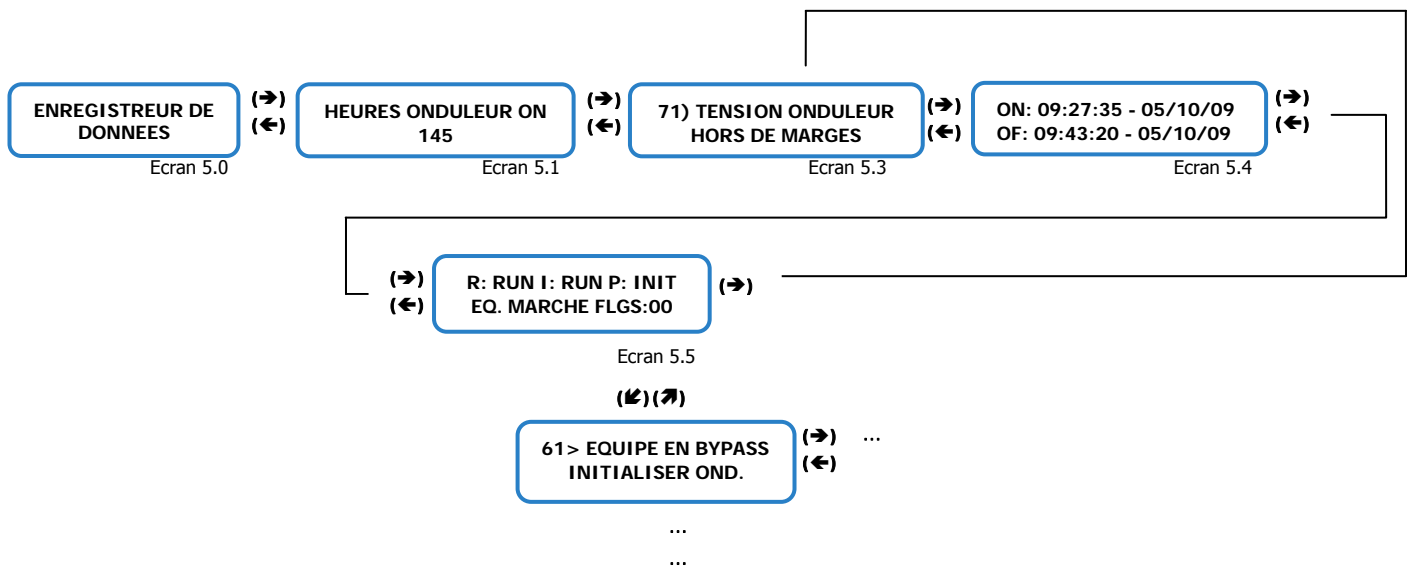 ENREGISTREUR DE
DONNEES
(➔)
(←)
Ecran 5.0
HEURES ONDULEUR ON
145
(➔)
(←)
Ecran 5.1
71) TENSION ONDULEUR
HORS DE MARGES
(➔)
(←)
Ecran 5.3
ON: 09:27:35 - 05/10/09
OF: 09:43:20 - 05/10/09
(➔)
(←)
Ecran 5.4
(➔)
(←)
R: RUN I: RUN P: INIT
EQ. MARCHE FLGS:00
(➔)
Ecran 5.5
(↙)(↗)
61> EQUIPE EN BYPASS
INITIALISER OND.
(➔) ...
(←)
...
...